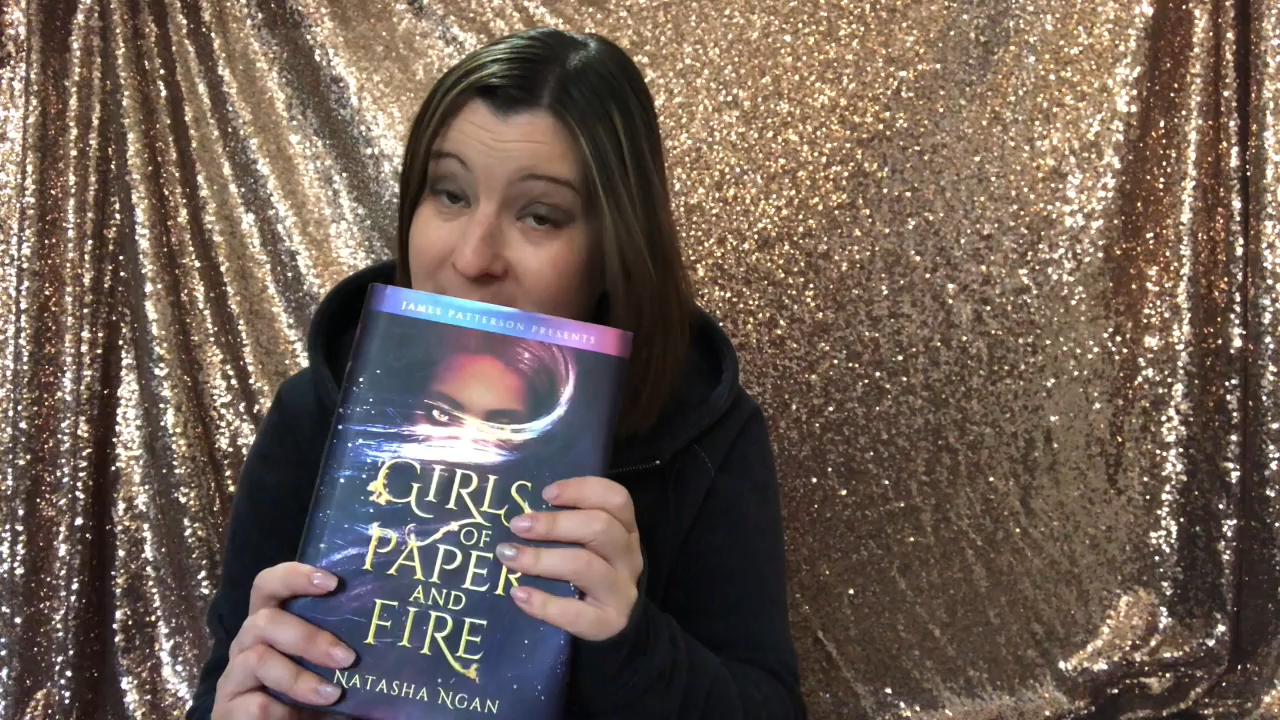 JAMES PATTERSON PRESENTS
GIRLS
OF
PAPER
AND
FIRE
NATASHA NGAN